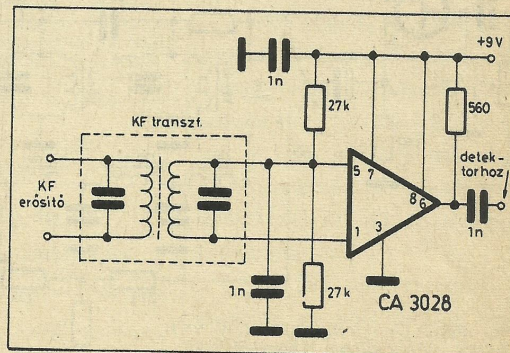 +9V
1n
27k
560
KF transzf.
KF
erősítő
detek-
torhoz
5
7
8
6
1
3
1n
1n
27k
CA 3028